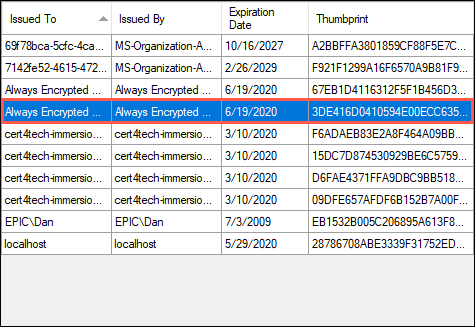 Issued To Issued By Expiration Date Thumbprint
69f78bca-5cfc-4ca... MS-Organization-A... 10/16/2027 A2BBFFA3801859CF88F5E7C...
7142fe52-4615-472... MS-Organization-A... 2/26/2029 F921F1299A16F6570A9B81F9...
Always Encrypted ... Always Encrypted ... 6/19/2020 67EB1D4116312F5F1B456D3...
Always Encrypted ... Always Encrypted ... 6/19/2020 3DE416D0410594E00ECC635...
cert4tech-immersio... cert4tech-immersio... 3/10/2020 F6ADAEB83E2A8F464A09BB...
cert4tech-immersio... cert4tech-immersio... 3/10/2020 15DC7D874530929BE6C5759...
cert4tech-immersio... cert4tech-immersio... 3/10/2020 D6FAE4371FFA9DBC9BB518...
cert4tech-immersio... cert4tech-immersio... 3/10/2020 09DFE657AFDF6B152B7A00F...
EPIC\Dan EPIC\Dan 7/3/2009 EB1532B005C206895A613F8...
localhost localhost 5/29/2020 28786708ABE3339F31752ED...